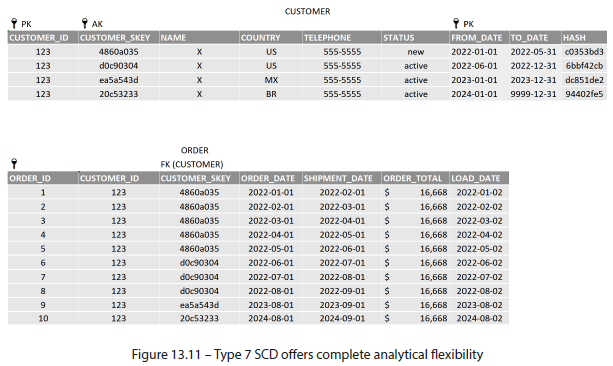 CUSTOMER
PK AK PK
CUSTOMER_ID CUSTOMER_SKEY NAME COUNTRY TELEPHONE STATUS FROM_DATE TO_DATE HASH
123 4860a035 X US 555-5555 new 2022-01-01 2022-05-31 c0353bd3
123 d0c90304 X US 555-5555 active 2022-06-01 2022-12-31 6bbf42cb
123 ea5a543d X MX 555-5555 active 2023-01-01 2023-12-31 dc851de2
123 20c53233 X BR 555-5555 active 2024-01-01 9999-12-31 94402fe5
ORDER
FK (CUSTOMER)
ORDER_ID CUSTOMER_ID CUSTOMER_SKEY ORDER_DATE SHIPMENT_DATE ORDER_TOTAL LOAD_DATE
1 123 4860a035 2022-01-01 2022-02-01 $ 16,668 2022-01-02
2 123 4860a035 2022-02-01 2022-03-01 $ 16,668 2022-02-02
3 123 4860a035 2022-03-01 2022-04-01 $ 16,668 2022-03-02
4 123 4860a035 2022-04-01 2022-05-01 $ 16,668 2022-04-02
5 123 4860a035 2022-05-01 2022-06-01 $ 16,668 2022-05-02
6 123 d0c90304 2022-06-01 2022-07-01 $ 16,668 2022-06-02
7 123 d0c90304 2022-07-01 2022-08-01 $ 16,668 2022-07-02
8 123 d0c90304 2022-08-01 2022-09-01 $ 16,668 2022-08-02
9 123 ea5a543d 2023-08-01 2023-09-01 $ 16,668 2023-08-02
10 123 20c53233 2024-08-01 2024-09-01 $ 16,668 2024-08-02
Figure 13.11 – Type 7 SCD offers complete analytical flexibility